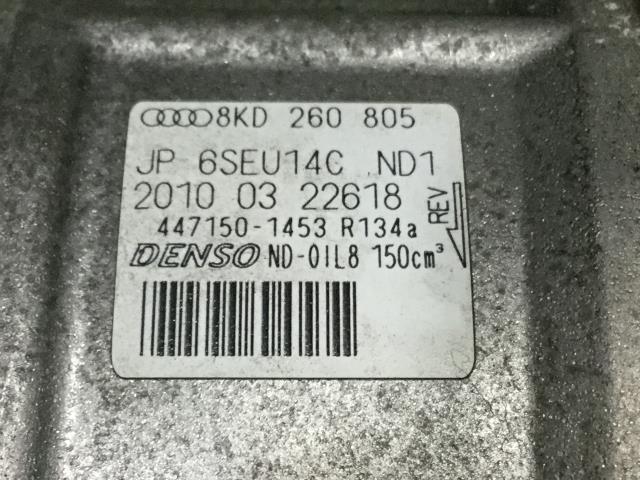 8KD 260 805
JP 6SEU14C ND1
2010 03 22618
447150-1453 R134a
REV
DENSO ND-OIL8 150cm³